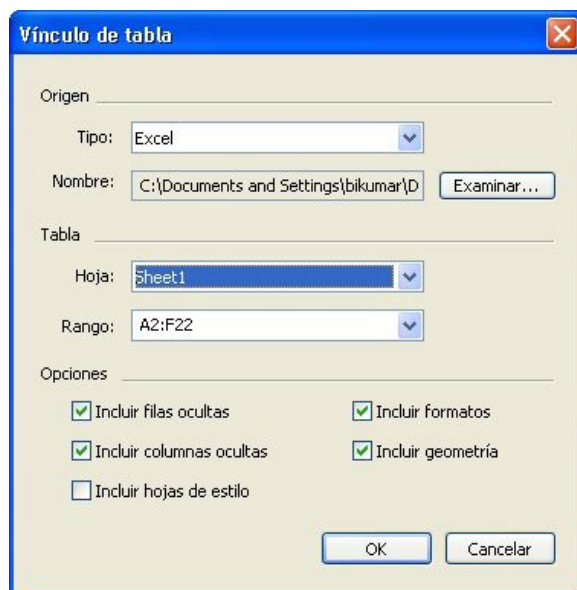 Vínculo de tabla
Origen
Tipo: Excel
Nombre: C:\Documents and Settings\bikumar\D Examinar...
Tabla
Hoja: Sheet1
Rango: A2:F22
Opciones
Incluir filas ocultas Incluir formatos
Incluir columnas ocultas Incluir geometría
Incluir hojas de estilo
OK Cancelar